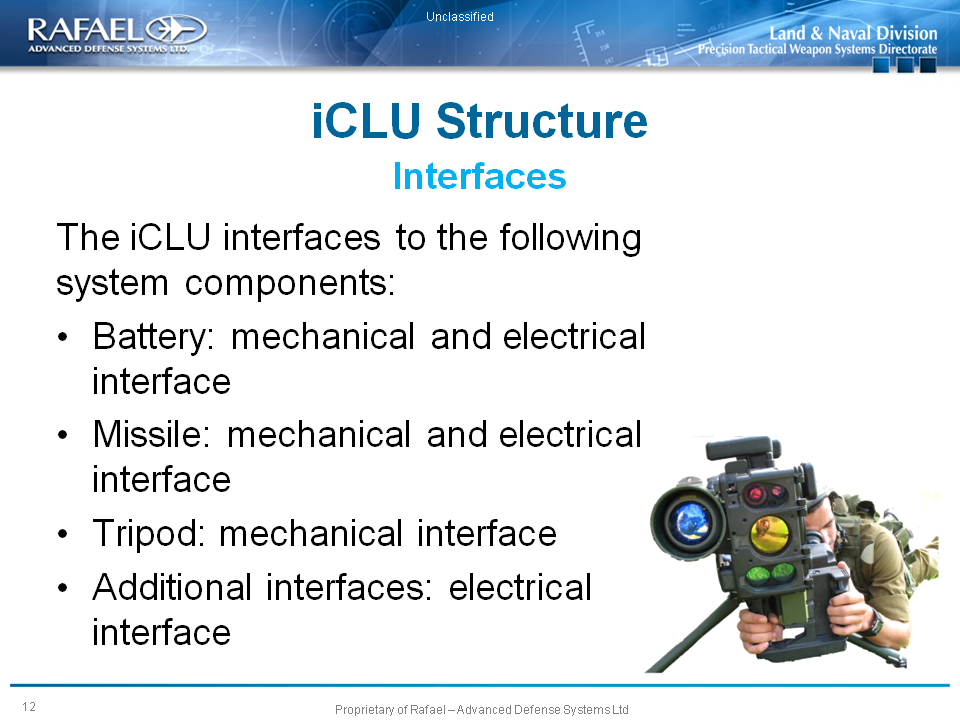 Unclassified
RAFAEL
ADVANCED DEFENSE SYSTEMS LTD.
Land & Naval Division
Precision Tactical Weapon Systems Directorate
iCLU Structure
Interfaces
The iCLU interfaces to the following
system components:
• Battery: mechanical and electrical
interface
• Missile: mechanical and electrical
interface
• Tripod: mechanical interface
• Additional interfaces: electrical
interface
12
Proprietary of Rafael – Advanced Defense Systems Ltd